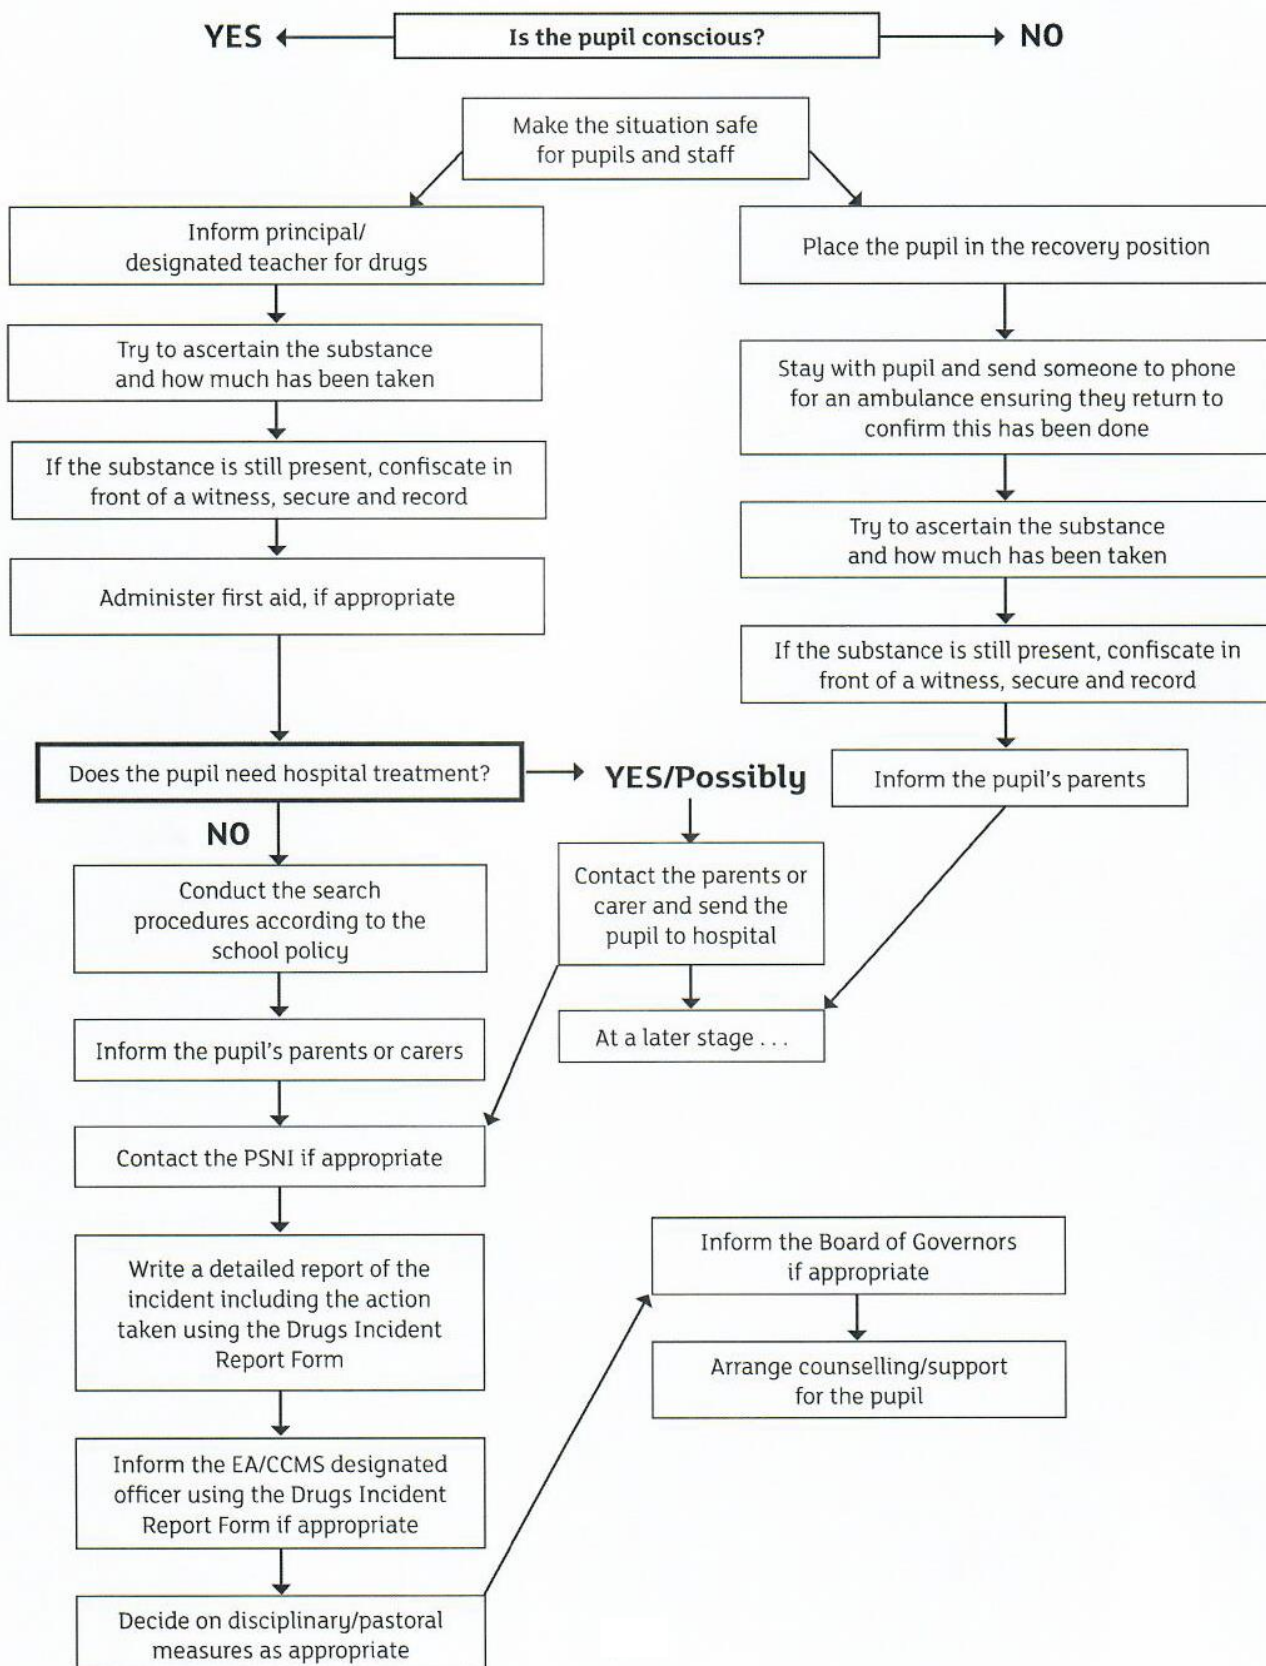 YES
Is the pupil conscious?
NO
Make the situation safe
for pupils and staff
Inform principal/
designated teacher for drugs
Try to ascertain the substance
and how much has been taken
If the substance is still present, confiscate in
front of a witness, secure and record
Administer first aid, if appropriate
Place the pupil in the recovery position
Stay with pupil and send someone to phone
for an ambulance ensuring they return to
confirm this has been done
Try to ascertain the substance
and how much has been taken
If the substance is still present, confiscate in
front of a witness, secure and record
Inform the pupil's parents
Does the pupil need hospital treatment?
YES/Possibly
NO
Contact the parents or
carer and send the
pupil to hospital
At a later stage . . .
Conduct the search
procedures according to the
school policy
Inform the pupil's parents or carers
Contact the PSNI if appropriate
Write a detailed report of the
incident including the action
taken using the Drugs Incident
Report Form
Inform the EA/CCMS designated
officer using the Drugs Incident
Report Form if appropriate
Decide on disciplinary/pastoral
measures as appropriate
Inform the Board of Governors
if appropriate
Arrange counselling/support
for the pupil